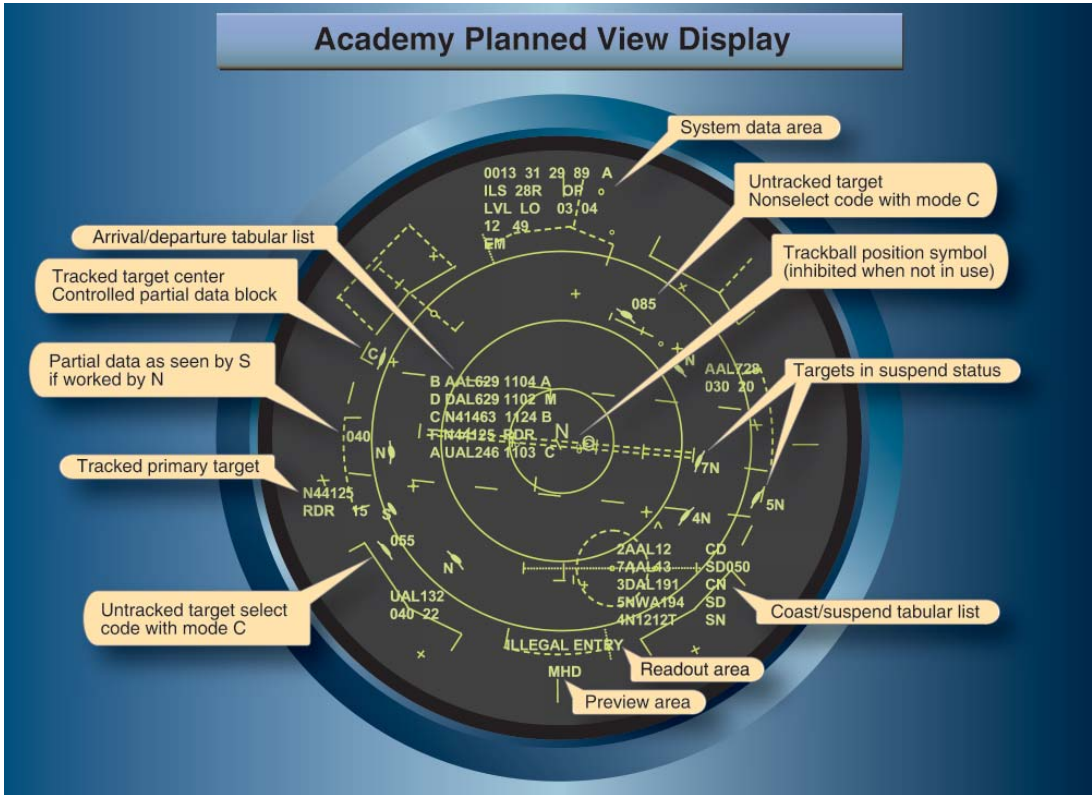 Academy Planned View Display
System data area
0013 31 29 89 A
ILS 28R OP
LVL LO 03 04
12 49
EM
Untracked target
Nonselect code with mode C
Arrival/departure tabular list
Trackball position symbol
(inhibited when not in use)
Tracked target center
Controlled partial data block
085
C
N
Partial data as seen by S
if worked by N
AAL728
030 20
Targets in suspend status
B AAL629 1104 A
D DAL629 1102 M
C N41463 1124 B
F N44125 RDR
A UAL246 1103 C
N
040
N
7N
Tracked primary target
N44125
RDR 15
S
5N
4N
055
N
2AAL12 CD
7AAL43 SD050
3DAL191 CN
5NWA194 SD
4N1212T SN
UAL132
040 22
Untracked target select
code with mode C
Coast/suspend tabular list
ILLEGAL ENTRY
Readout area
MHD
Preview area